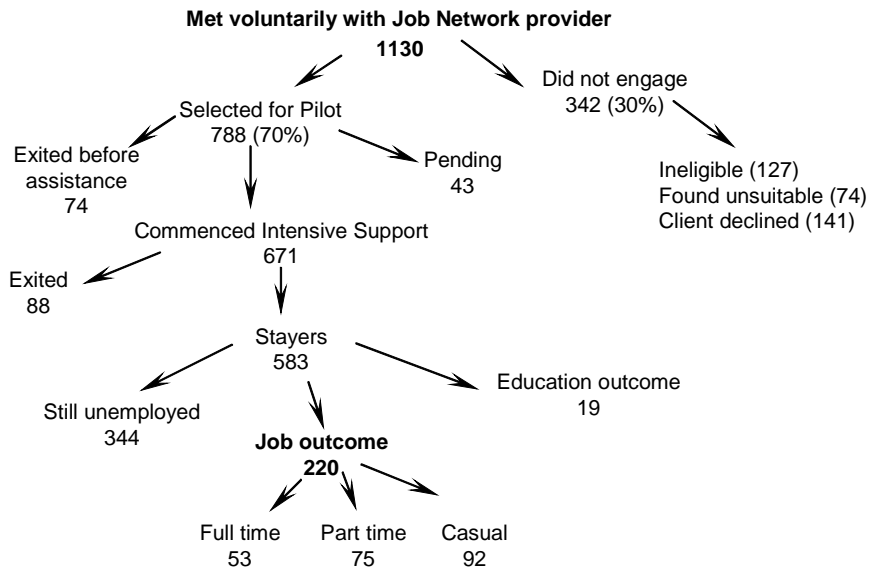 Met voluntarily with Job Network provider
1130
Did not engage
342 (30%)
Selected for Pilot
788 (70%)
Exited before
assistance
74
Pending
43
Ineligible (127)
Found unsuitable (74)
Client declined (141)
Commenced Intensive Support
671
Exited
88
Stayers
583
Education outcome
19
Still unemployed
344
Job outcome
220
Full time
53
Part time
75
Casual
92